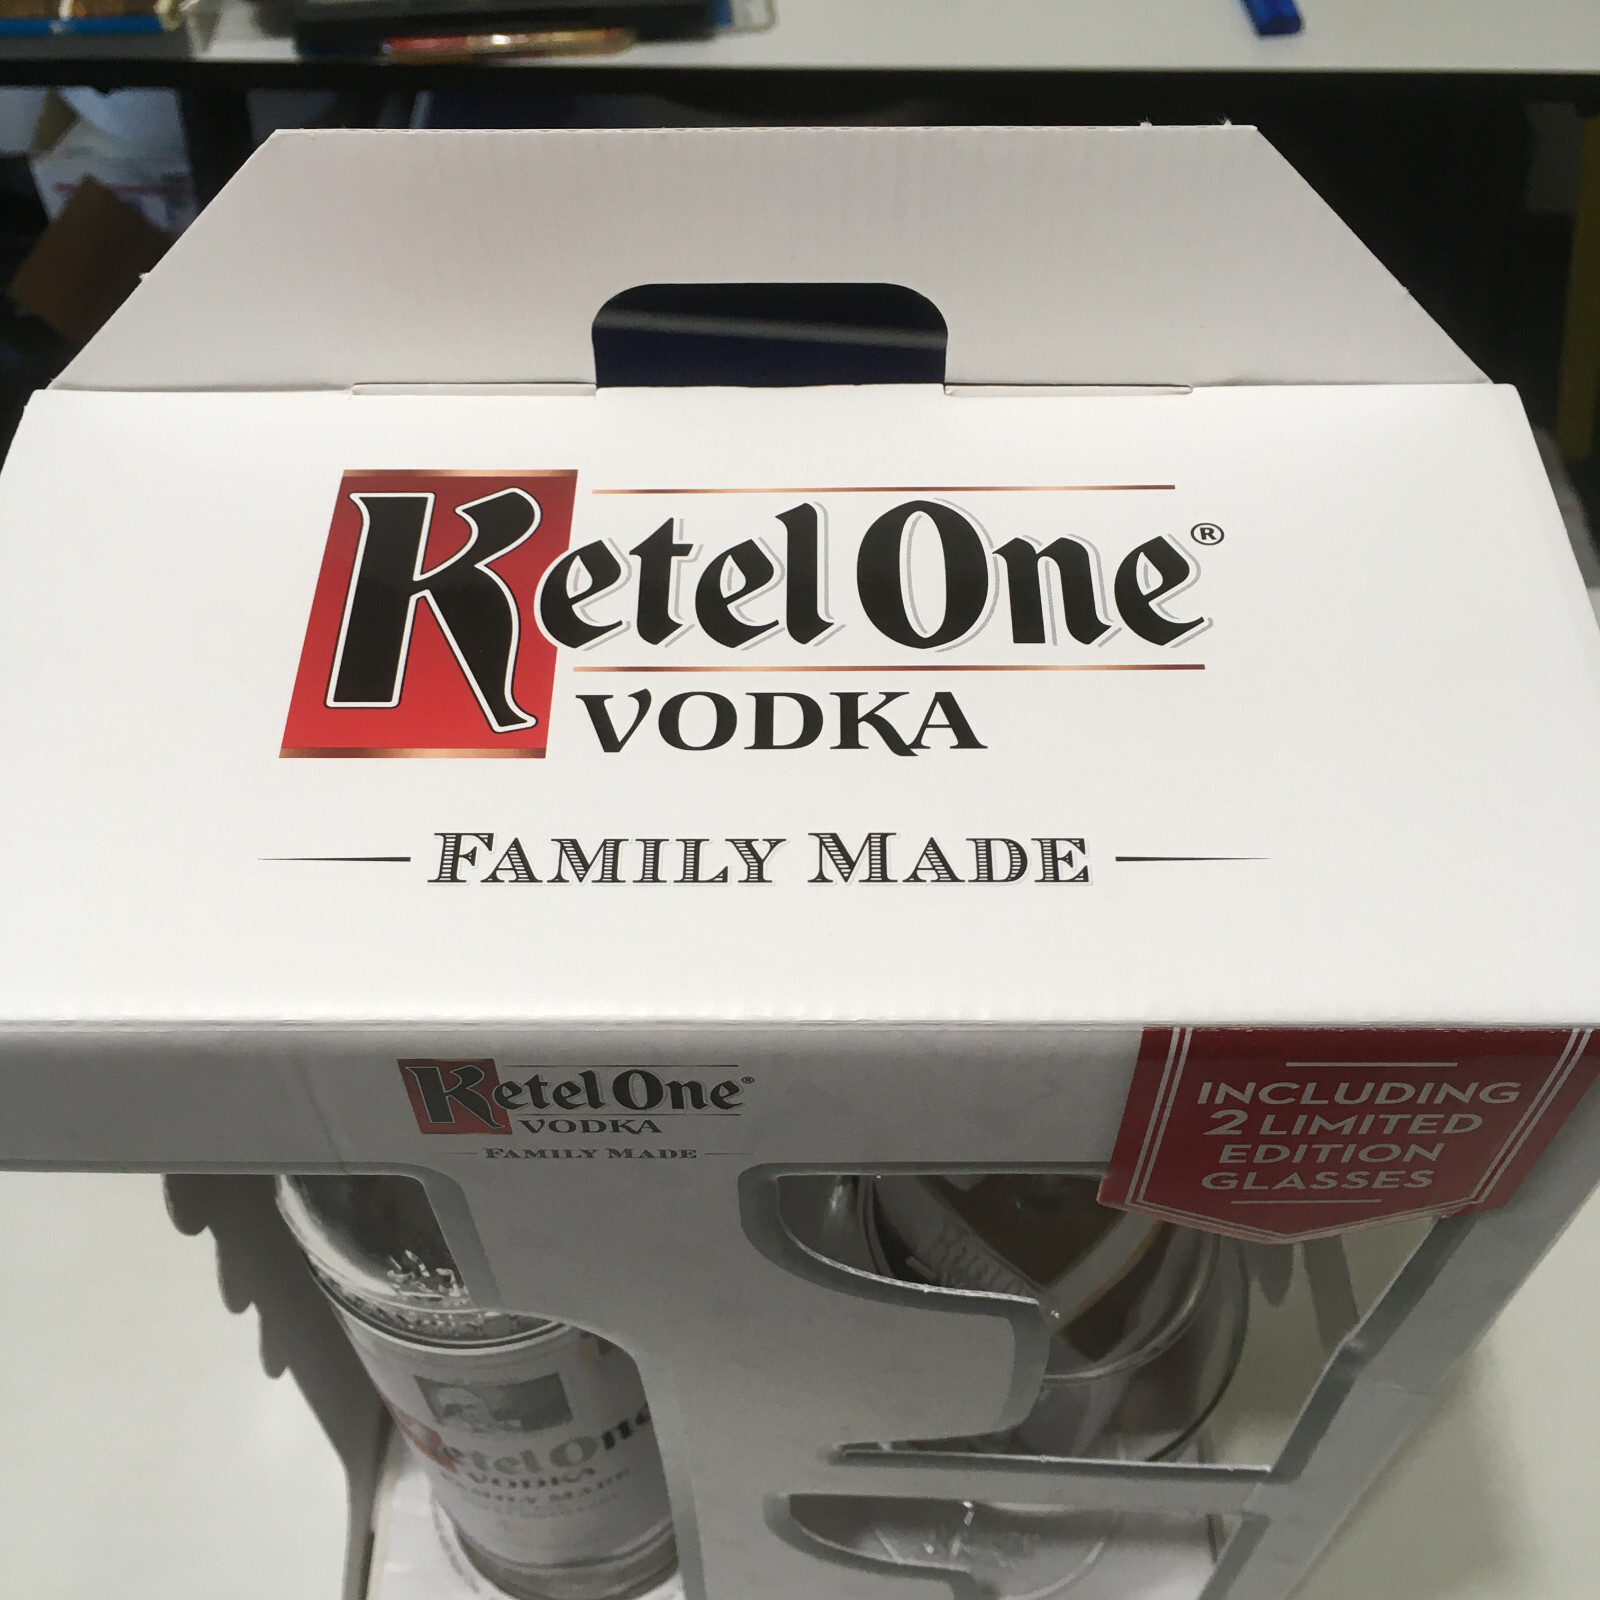 Ketel One®
VODKA
FAMILY MADE
Ketel One®
VODKA
FAMILY MADE
INCLUDING
2 LIMITED
EDITION
GLASSES
Ketel One
VODKA
FAMILY MADE